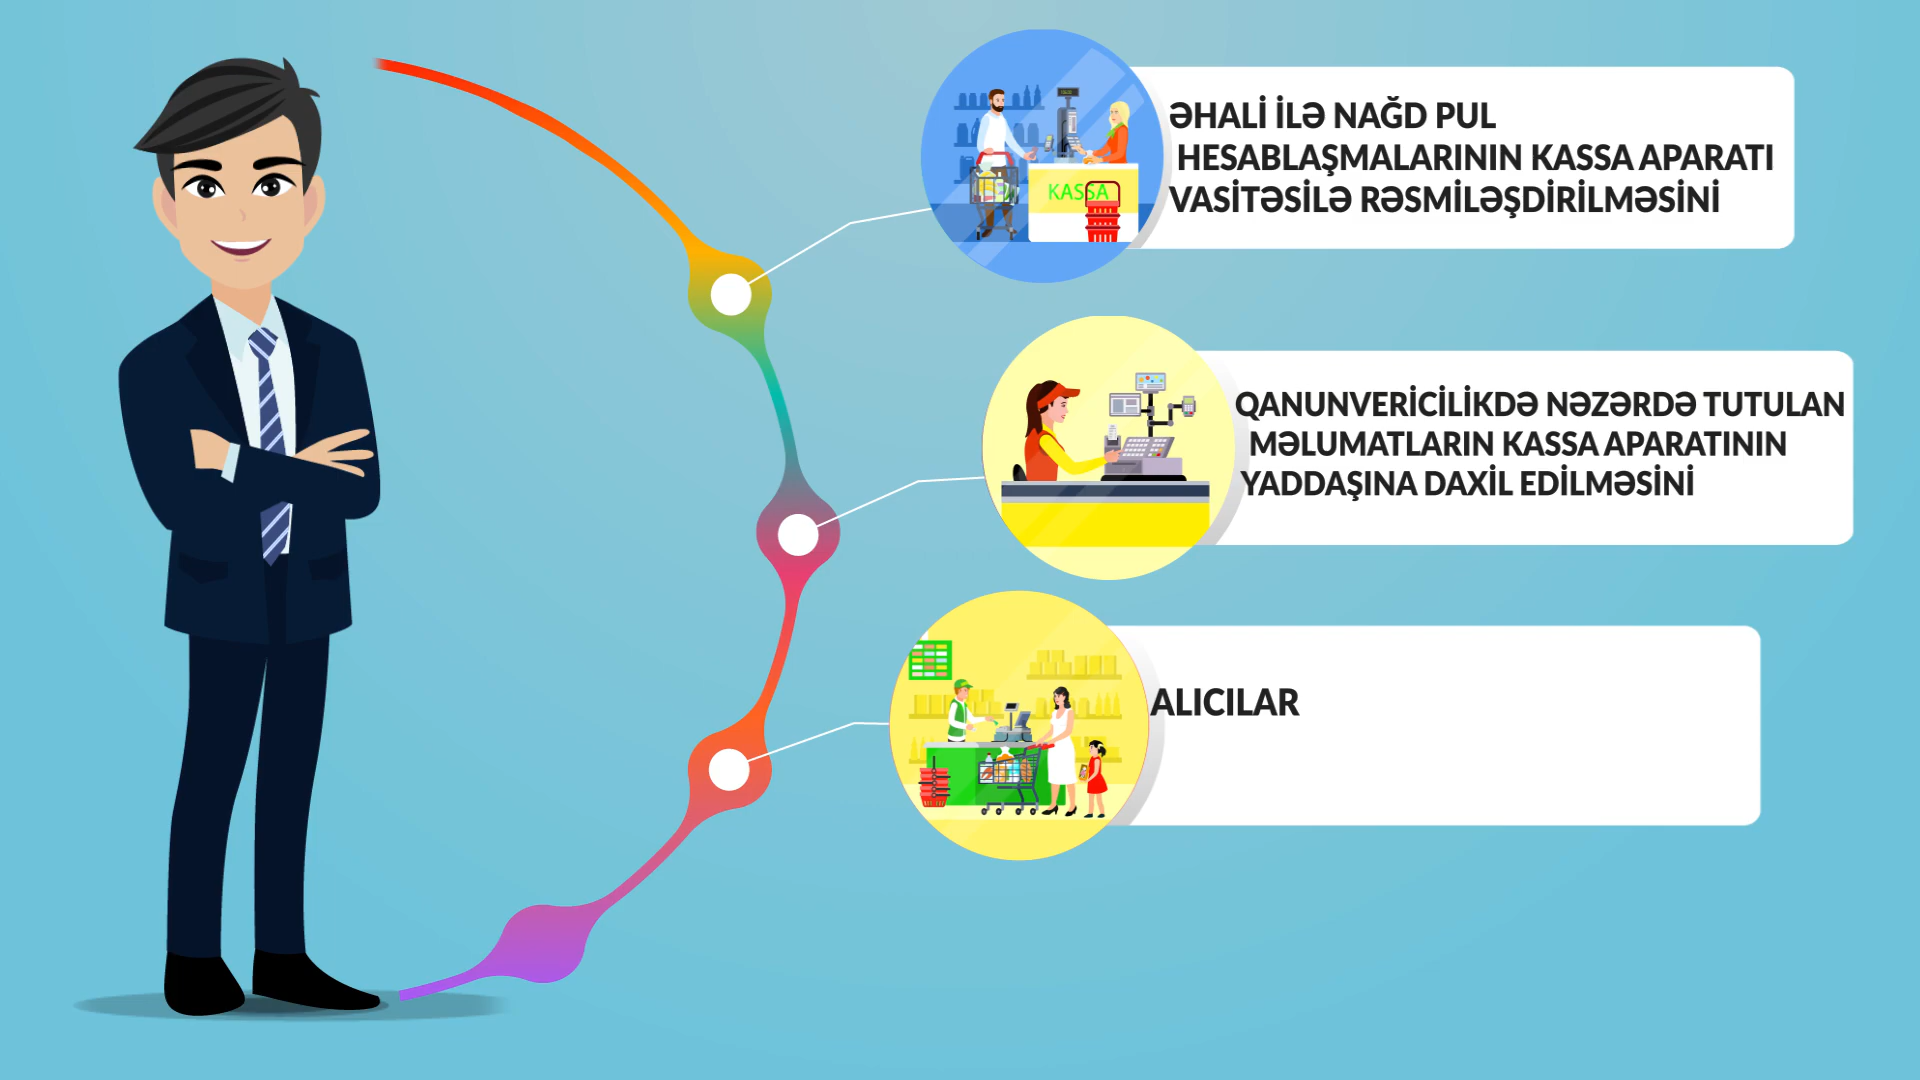 ƏHALİ İLƏ NAĞD PUL
HESABLAŞMALARININ KASSA APARATI
VASİTƏSİLƏ RƏSMİLƏŞDİRİLMƏSİNİ
KASSA
QANUNVERİCİLİKDƏ NƏZƏRDƏ TUTULAN
MƏLUMATLARIN KASSA APARATININ
YADDAŞINA DAXİL EDİLMƏSİNİ
ALICILAR